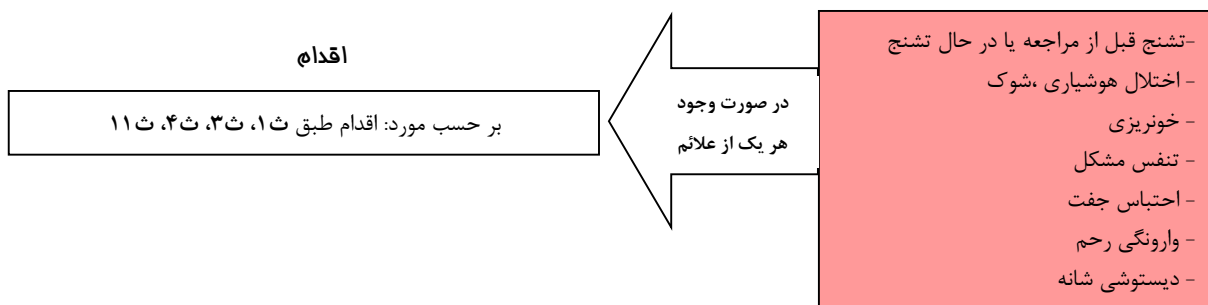 -تشنج قبل از مراجعه یا در حال تشنج
- اختلال هوشیاری ،شوک
- خونریزی
- تنفس مشکل
- احتباس جفت
- وارونگی رحم
- دیستوشی شانه
در صورت وجود
هر یک از علائم
اقدام
بر حسب مورد: اقدام طبق ث۱، ث۳، ث۴، ث۱۱